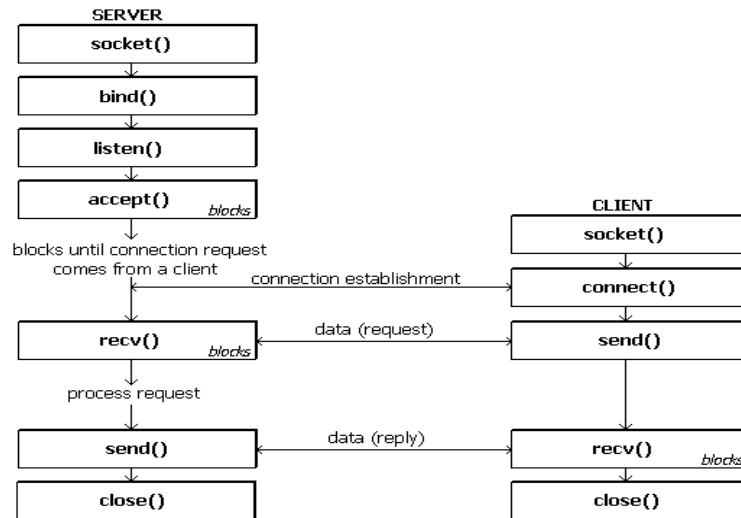 SERVER
socket()
bind()
listen()
accept()
blocks
blocks until connection request
comes from a client
CLIENT
socket()
connection establishment
connect()
recv()
blocks
data (request)
send()
process request
send()
data (reply)
recv()
blocks
close()
close()